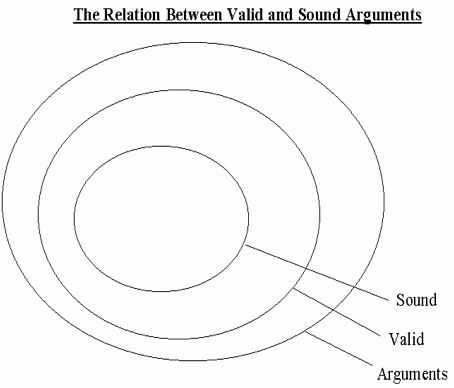 The Relation Between Valid and Sound Arguments
Sound
Valid
Arguments